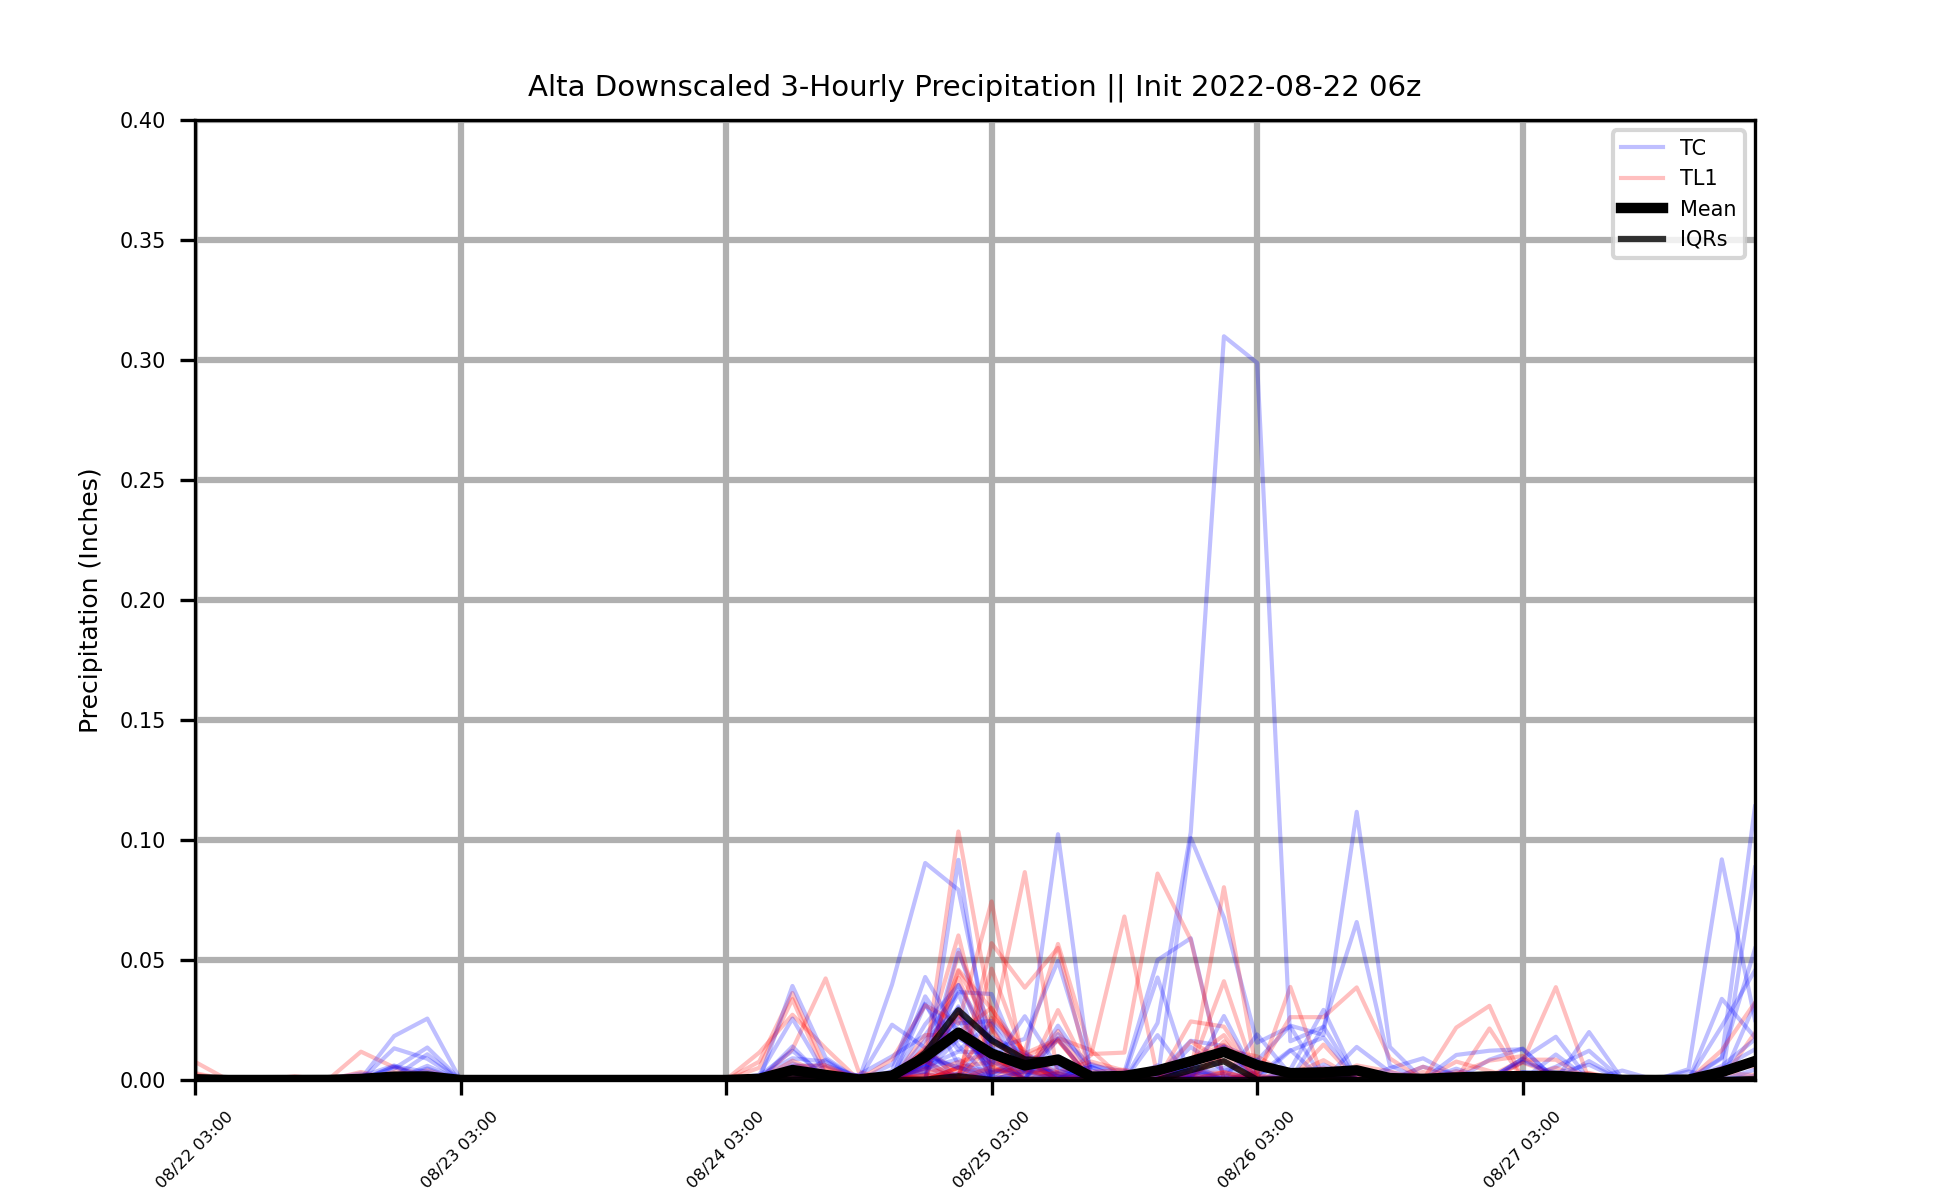 Alta Downscaled 3-Hourly Precipitation || Init 2022-08-22 06z
TC
TL1
Mean
IQRs
Precipitation (Inches)
0.40
0.35
0.30
0.25
0.20
0.15
0.10
0.05
0.00
08/22 03:00
08/23 03:00
08/24 03:00
08/25 03:00
08/26 03:00
08/27 03:00